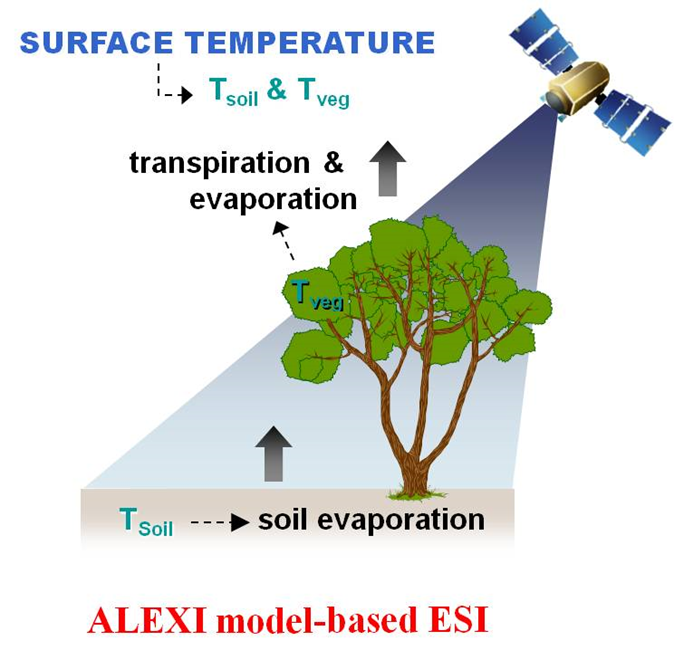 SURFACE TEMPERATURE
Tsoil & Tveg
transpiration &
evaporation
Tveg
TSoil
soil evaporation
ALEXI model-based ESI